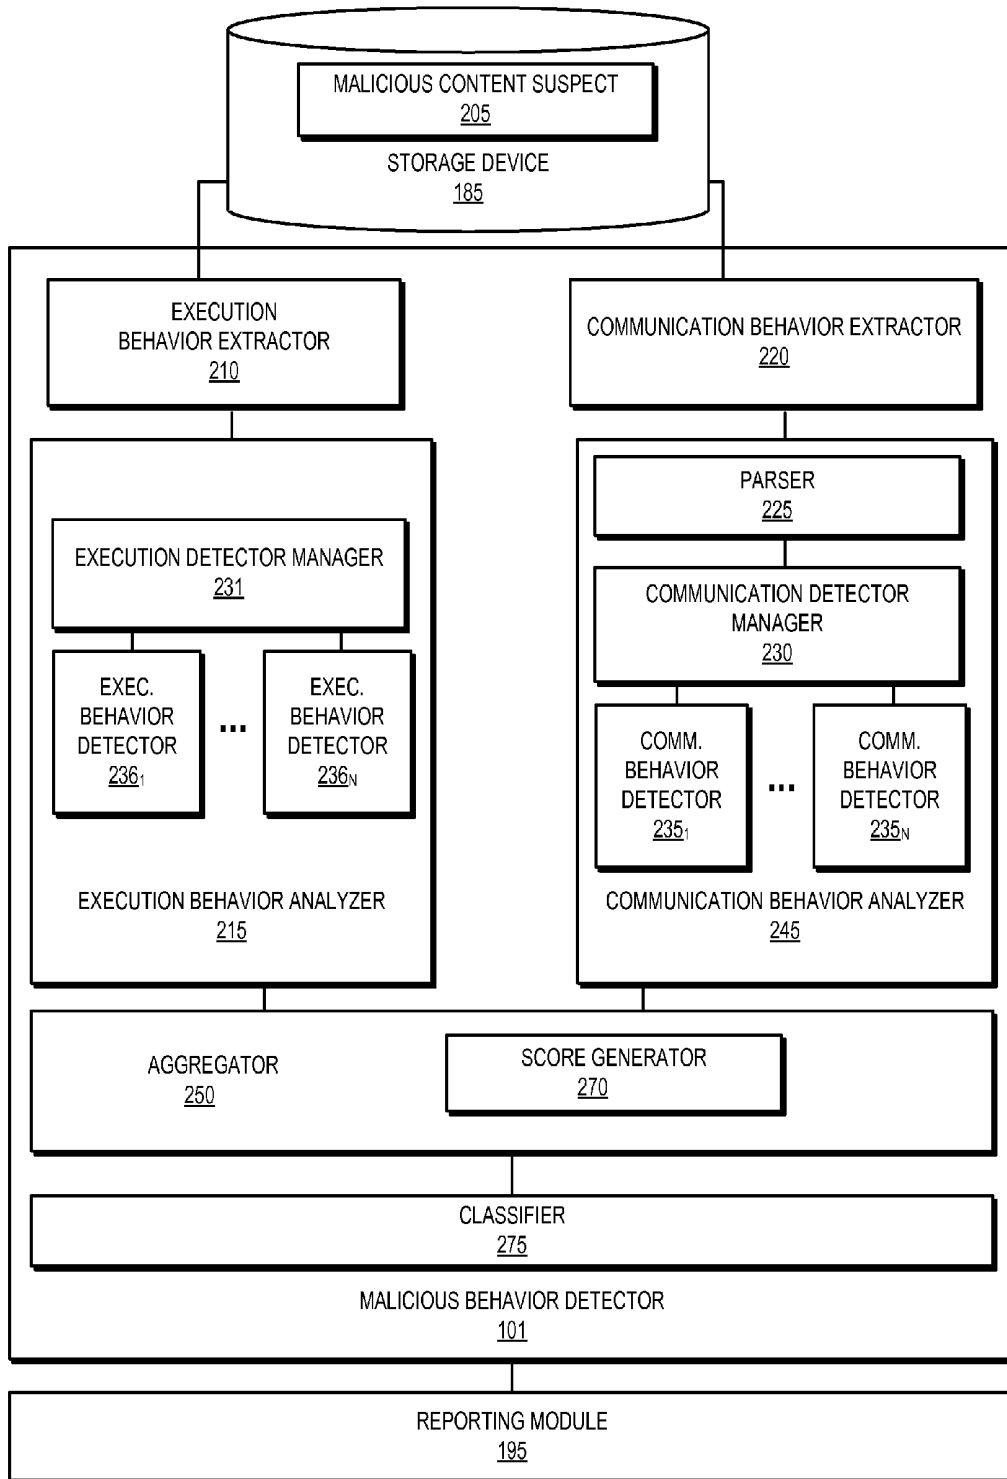 MALICIOUS CONTENT SUSPECT
205
STORAGE DEVICE
185
EXECUTION
BEHAVIOR EXTRACTOR
210
COMMUNICATION BEHAVIOR EXTRACTOR
220
EXECUTION DETECTOR MANAGER
231
EXEC.
BEHAVIOR
DETECTOR
236₁
...
EXEC.
BEHAVIOR
DETECTOR
236N
EXECUTION BEHAVIOR ANALYZER
215
PARSER
225
COMMUNICATION DETECTOR
MANAGER
230
COMM.
BEHAVIOR
DETECTOR
235₁
...
COMM.
BEHAVIOR
DETECTOR
235N
COMMUNICATION BEHAVIOR ANALYZER
245
AGGREGATOR
250
SCORE GENERATOR
270
CLASSIFIER
275
MALICIOUS BEHAVIOR DETECTOR
101
REPORTING MODULE
195